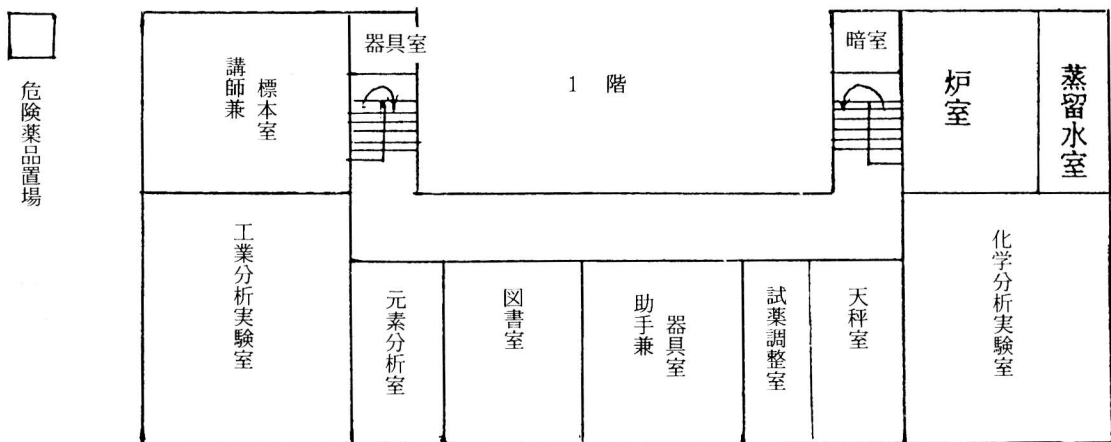 危険薬品置場
講師兼
標本室
器具室
1 階
暗室
炉室
蒸留水室
工業分析実験室
元素分析室
図書室
助手兼
器具室
試薬調整室
天秤室
化学分析実験室